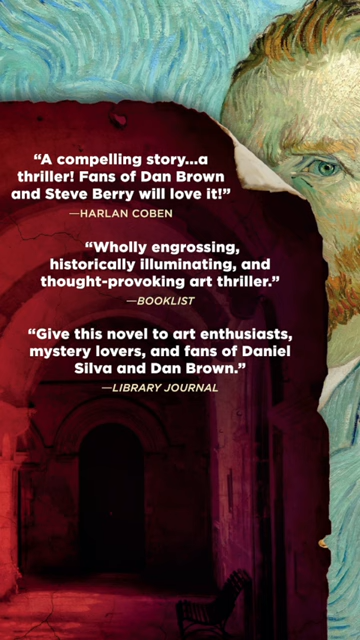 “A compelling story...a
thriller! Fans of Dan Brown
and Steve Berry will love it!”
—HARLAN COBEN
“Wholly engrossing,
historically illuminating, and
thought-provoking art thriller.”
—BOOKLIST
“Give this novel to art enthusiasts,
mystery lovers, and fans of Daniel
Silva and Dan Brown.”
—LIBRARY JOURNAL